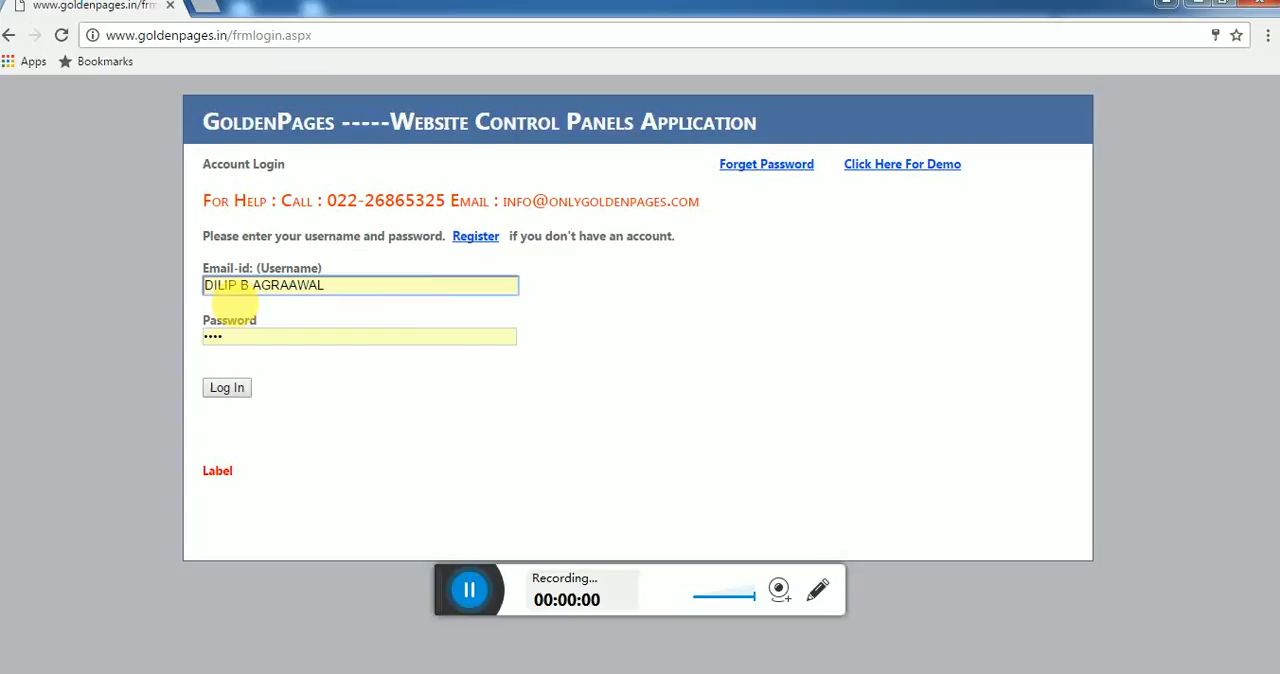 www.goldenpages.in/frm
www.goldenpages.in/frmlogin.aspx
Apps Bookmarks
GoldenPages -----Website Control Panels Application
Account Login Forget Password Click Here For Demo
For Help : Call : 022-26865325 Email : info@onlygoldenpages.com
Please enter your username and password. Register if you don't have an account.
Email-id: (Username)
DILIP B AGRAAWAL
Password
••••
Log In
Label
Recording...
00:00:00